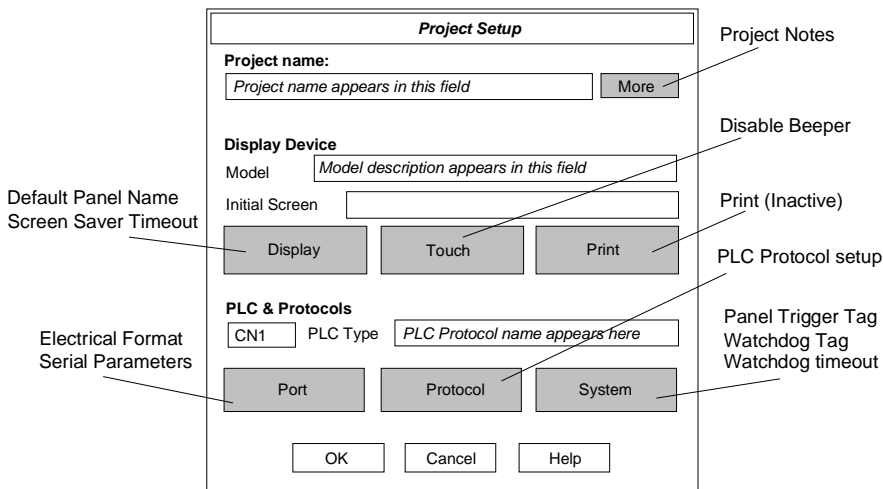 Project Setup
Project Notes
Project name:
Project name appears in this field
More
Disable Beeper
Display Device
Model
Model description appears in this field
Default Panel Name
Screen Saver Timeout
Initial Screen
Print (Inactive)
Display
Touch
Print
PLC Protocol setup
PLC & Protocols
CN1
PLC Type
PLC Protocol name appears here
Panel Trigger Tag
Watchdog Tag
Watchdog timeout
Electrical Format
Serial Parameters
Port
Protocol
System
OK
Cancel
Help